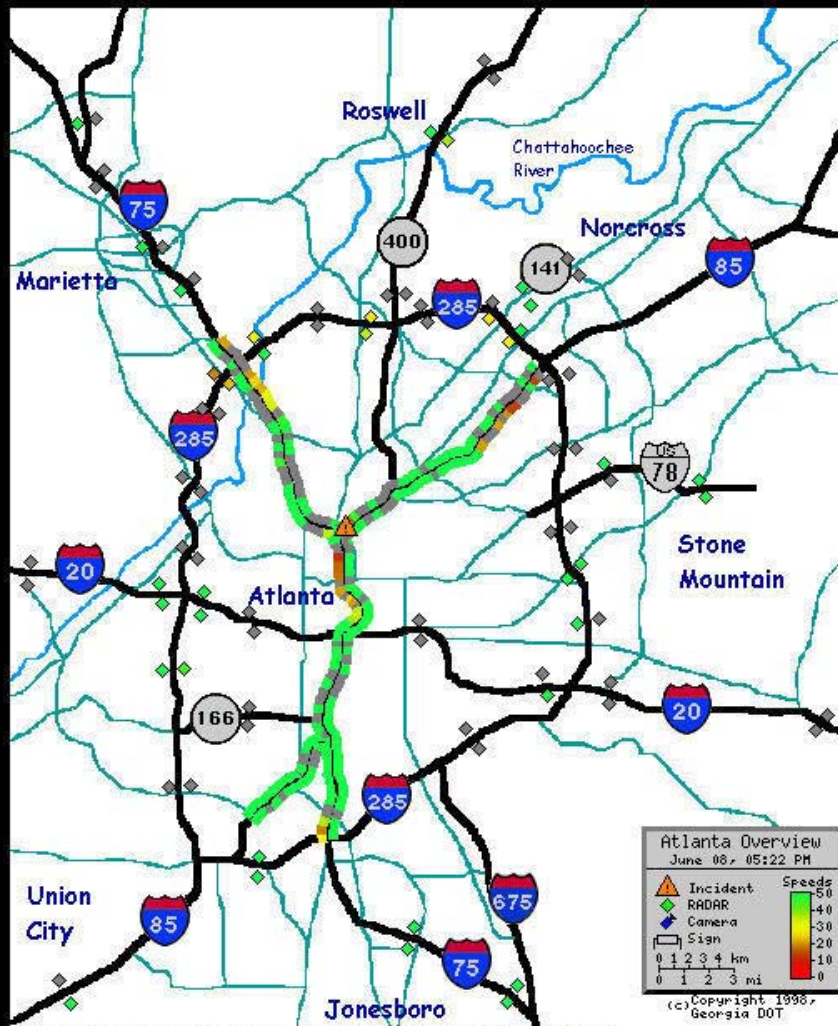 Roswell
Chattahoochee
River
75
Norcross
400
141
85
Marietta
285
285
US
78
Stone
Mountain
20
Atlanta
20
166
285
Atlanta Overview
June 08, 05:22 PM
Incident
RADAR
Camera
Sign
0 1 2 3 4 km
0 1 2 3 mi
Speeds
50
40
30
20
10
0
Union
City
675
85
75
Jonesboro
(c) Copyright 1998,
Georgia DOT